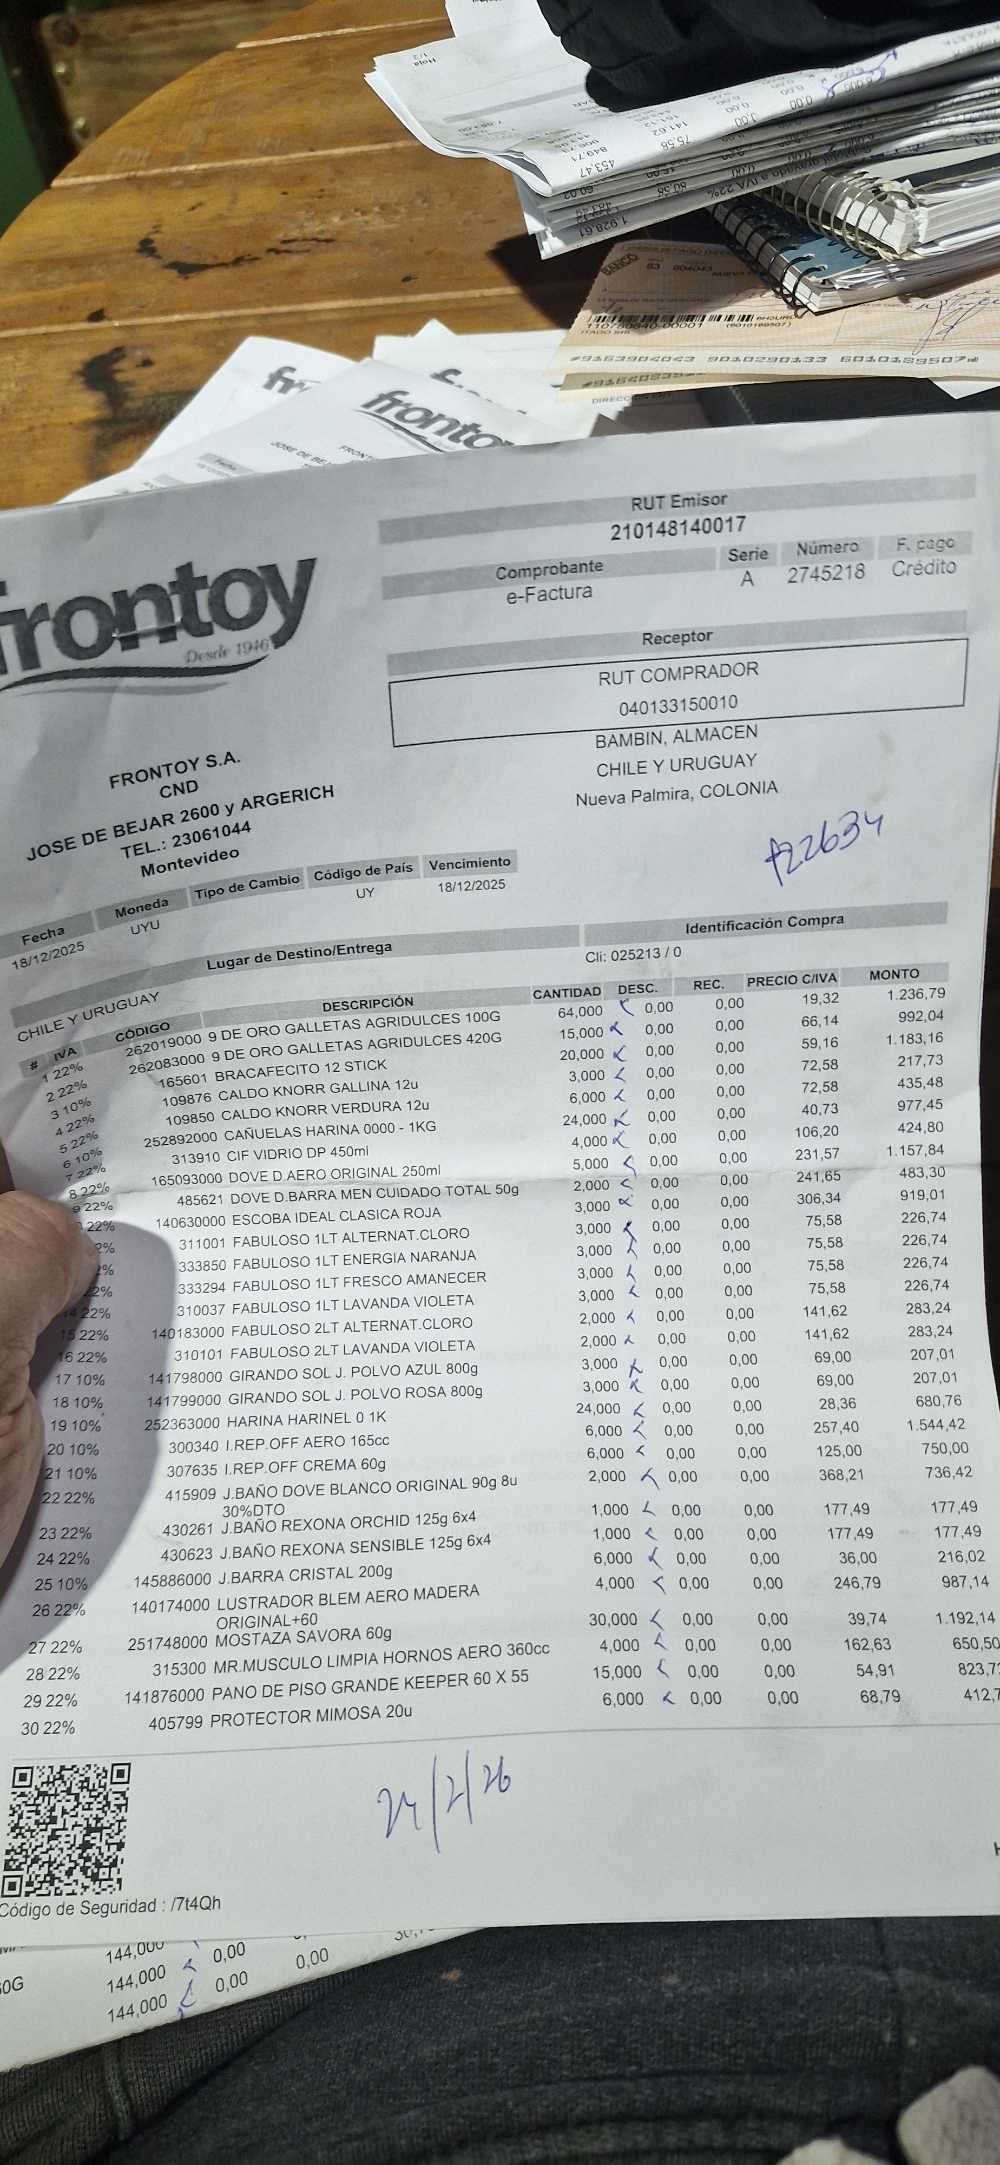 frontoy
Desde 1946
RUT Emisor
210148140017
Comprobante Serie Número F. pago
e-Factura A 2745218 Crédito
Receptor
RUT COMPRADOR
040133150010
BAMBIN, ALMACEN
CHILE Y URUGUAY
Nueva Palmira, COLONIA
FRONTOY S.A.
CND
JOSE DE BEJAR 2600 y ARGERICH
TEL.: 23061044
Montevideo
22634
Fecha Moneda Tipo de Cambio Código de País Vencimiento
18/12/2025 UYU UY 18/12/2025
Lugar de Destino/Entrega Identificación Compra
CHILE Y URUGUAY Cli: 025213 / 0
# IVA CÓDIGO DESCRIPCIÓN CANTIDAD DESC. REC. PRECIO C/IVA MONTO
1 22% 262019000 9 DE ORO GALLETAS AGRIDULCES 100G 64,000 0,00 0,00 19,32 1.236,79
2 22% 262083000 9 DE ORO GALLETAS AGRIDULCES 420G 15,000 0,00 0,00 66,14 992,04
3 10% 165601 BRACAFECITO 12 STICK 20,000 0,00 0,00 59,16 1.183,16
4 22% 109876 CALDO KNORR GALLINA 12u 3,000 0,00 0,00 72,58 217,73
5 22% 109850 CALDO KNORR VERDURA 12u 6,000 0,00 0,00 72,58 435,48
6 10% 252892000 CAÑUELAS HARINA 0000 - 1KG 24,000 0,00 0,00 40,73 977,45
7 22% 313910 CIF VIDRIO DP 450ml 4,000 0,00 0,00 106,20 424,80
8 22% 165093000 DOVE D.AERO ORIGINAL 250ml 5,000 0,00 0,00 231,57 1.157,84
9 22% 485621 DOVE D.BARRA MEN CUIDADO TOTAL 50g 2,000 0,00 0,00 241,65 483,30
22% 140630000 ESCOBA IDEAL CLASICA ROJA 3,000 0,00 0,00 306,34 919,01
2% 311001 FABULOSO 1LT ALTERNAT.CLORO 3,000 0,00 0,00 75,58 226,74
2% 333850 FABULOSO 1LT ENERGIA NARANJA 3,000 0,00 0,00 75,58 226,74
22% 333294 FABULOSO 1LT FRESCO AMANECER 3,000 0,00 0,00 75,58 226,74
14 22% 310037 FABULOSO 1LT LAVANDA VIOLETA 3,000 0,00 0,00 75,58 226,74
15 22% 140183000 FABULOSO 2LT ALTERNAT.CLORO 2,000 0,00 0,00 141,62 283,24
16 22% 310101 FABULOSO 2LT LAVANDA VIOLETA 2,000 0,00 0,00 141,62 283,24
17 10% 141798000 GIRANDO SOL J. POLVO AZUL 800g 3,000 0,00 0,00 69,00 207,01
18 10% 141799000 GIRANDO SOL J. POLVO ROSA 800g 3,000 0,00 0,00 69,00 207,01
19 10% 252363000 HARINA HARINEL 0 1K 24,000 0,00 0,00 28,36 680,76
20 10% 300340 I.REP.OFF AERO 165cc 6,000 0,00 0,00 257,40 1.544,42
21 10% 307635 I.REP.OFF CREMA 60g 6,000 0,00 0,00 125,00 750,00
22 22% 415909 J.BAÑO DOVE BLANCO ORIGINAL 90g 8u 2,000 0,00 0,00 368,21 736,42
30%DTO
23 22% 430261 J.BAÑO REXONA ORCHID 125g 6x4 1,000 0,00 0,00 177,49 177,49
24 22% 430623 J.BAÑO REXONA SENSIBLE 125g 6x4 1,000 0,00 0,00 177,49 177,49
25 10% 145886000 J.BARRA CRISTAL 200g 6,000 0,00 0,00 36,00 216,02
26 22% 140174000 LUSTRADOR BLEM AERO MADERA 4,000 0,00 0,00 246,79 987,14
ORIGINAL+60
27 22% 251748000 MOSTAZA SAVORA 60g 30,000 0,00 0,00 39,74 1.192,14
28 22% 315300 MR.MUSCULO LIMPIA HORNOS AERO 360cc 4,000 0,00 0,00 162,63 650,50
29 22% 141876000 PANO DE PISO GRANDE KEEPER 60 X 55 15,000 0,00 0,00 54,91 823,7
30 22% 405799 PROTECTOR MIMOSA 20u 6,000 0,00 0,00 68,79 412,7
24/2/26
Código de Seguridad : /7t4Qh
144,000 0,00
144,000 0,00 0,00
144,000 0,00